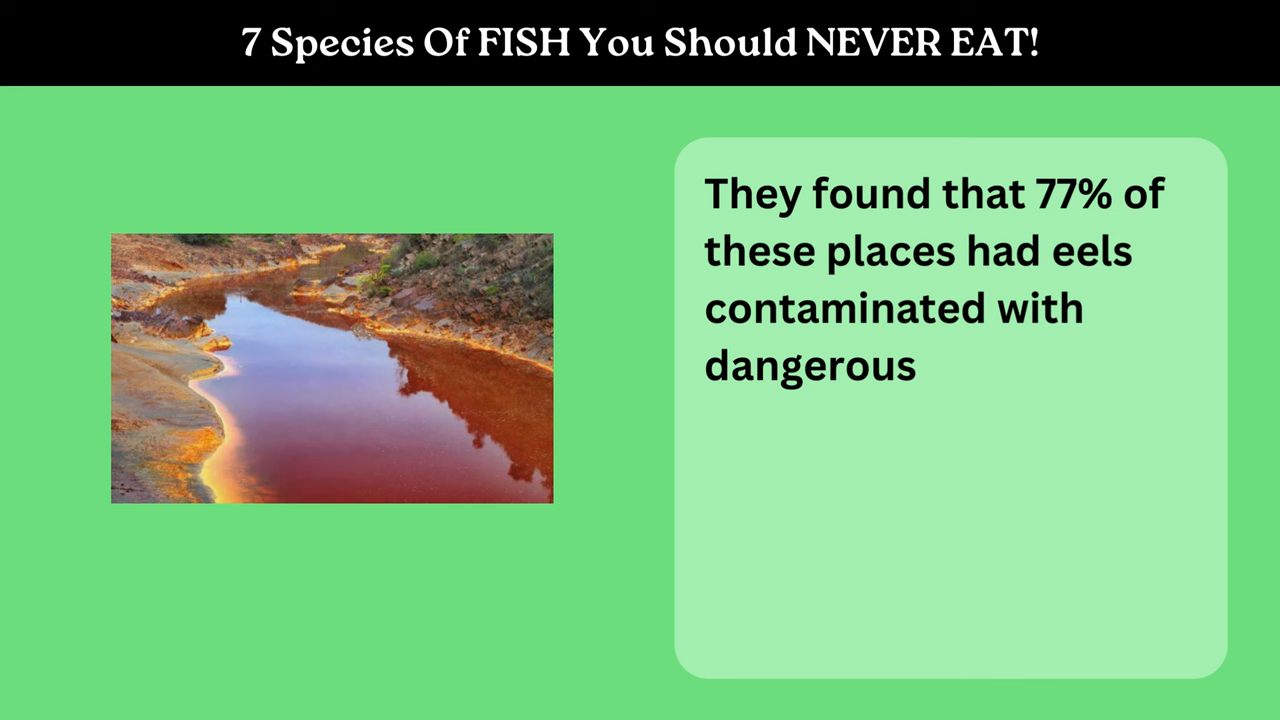 7 Species Of FISH You Should NEVER EAT!
They found that 77% of
these places had eels
contaminated with
dangerous